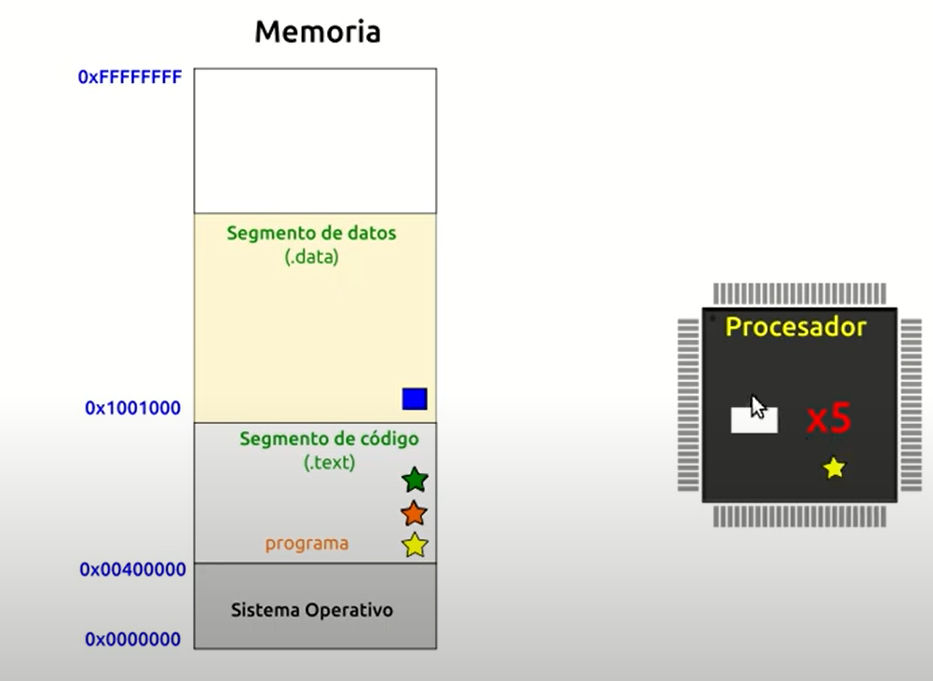 Memoria
0xFFFFFFFF
Segmento de datos
(.data)
0x1001000
Segmento de código
(.text)
programa
0x00400000
Sistema Operativo
0x0000000
Procesador
x5